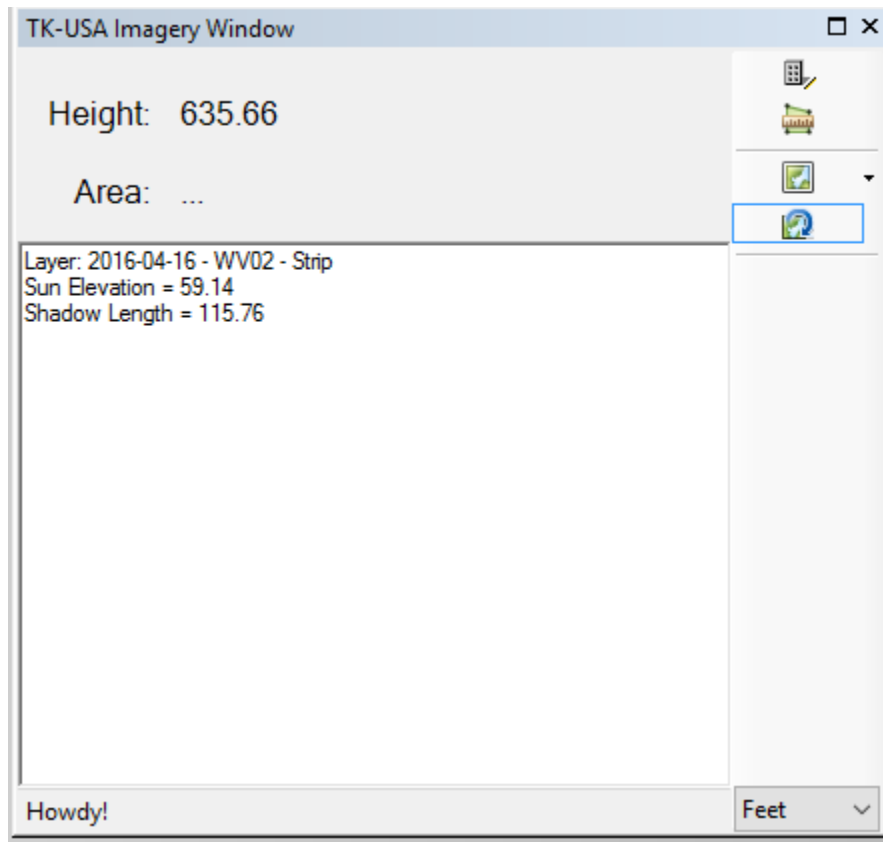 TK-USA Imagery Window
Height: 635.66
Area: ...
Layer: 2016-04-16 - WV02 - Strip
Sun Elevation = 59.14
Shadow Length = 115.76
Howdy!
Feet